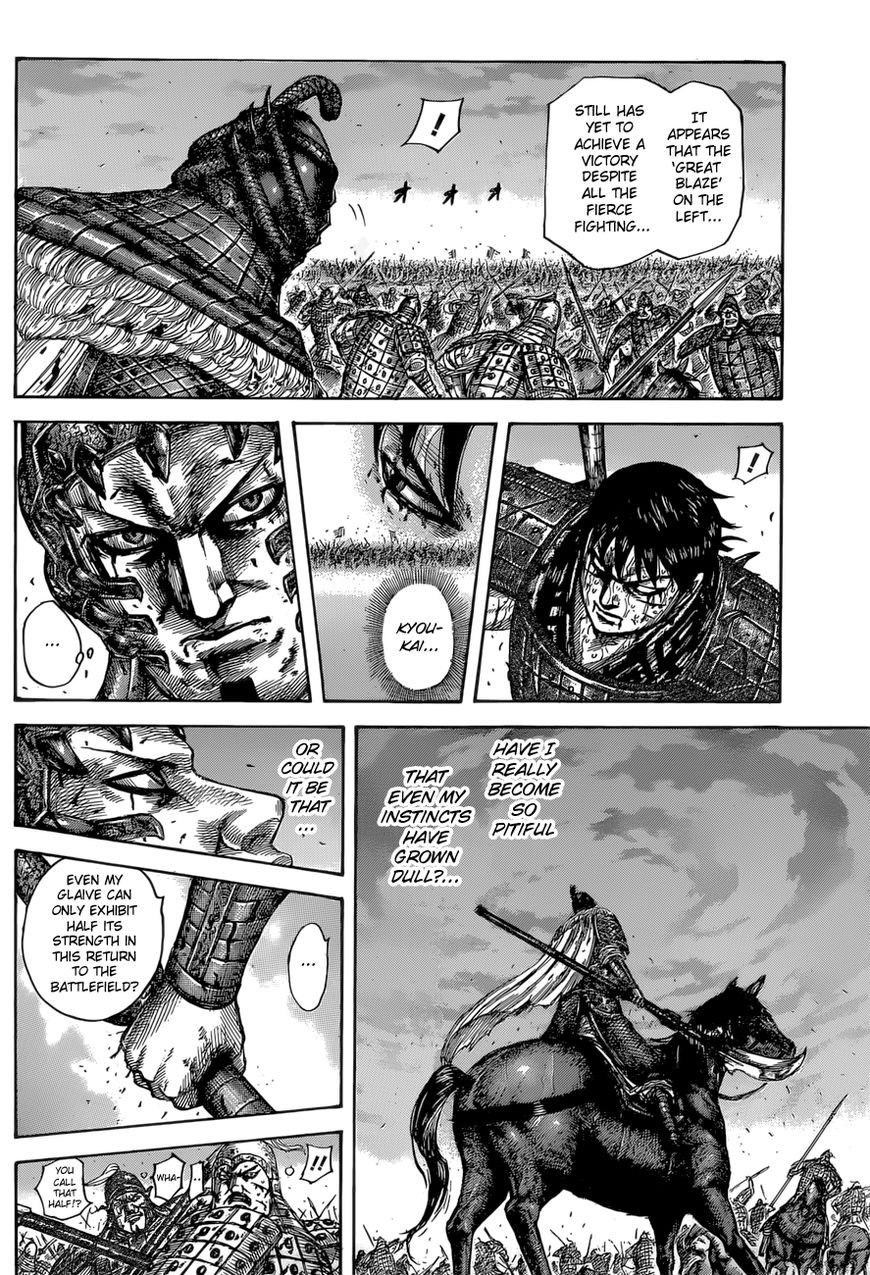 IT
APPEARS
THAT THE
'GREAT
BLAZE'
ON THE
LEFT...
STILL HAS
YET TO
ACHIEVE A
VICTORY
DESPITE
ALL THE
FIERCE
FIGHTING...
!
!
KYOU-
KAI...
...
HAVE I
REALLY
BECOME
SO
PITIFUL
THAT
EVEN MY
INSTINCTS
HAVE
GROWN
DULL?...
OR
COULD
IT BE
THAT
...
...
EVEN MY
GLAIVE CAN
ONLY EXHIBIT
HALF ITS
STRENGTH IN
THIS RETURN
TO THE
BATTLEFIELD?
!!
WHA-...
YOU
CALL
THAT
HALF!?